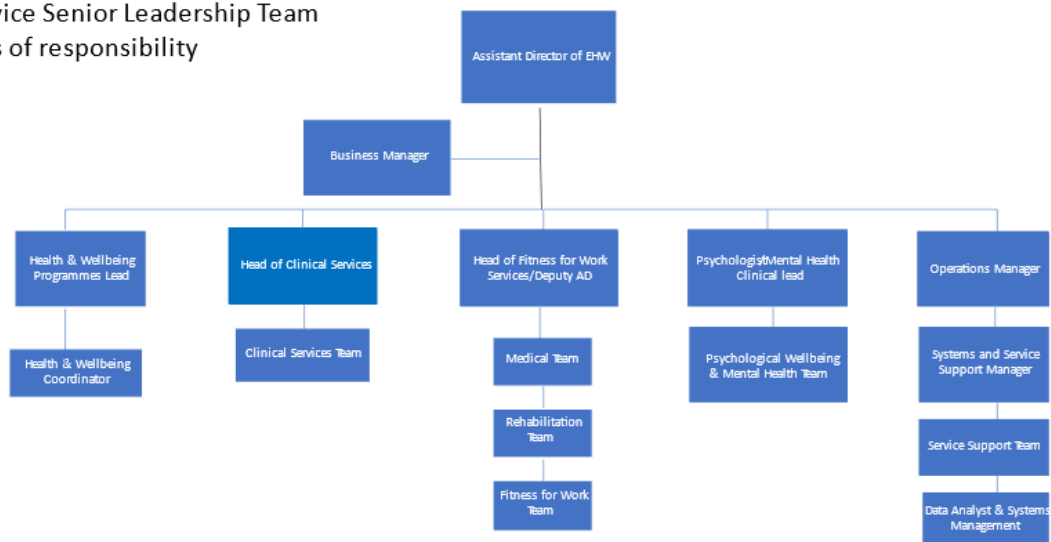 vice Senior Leadership Team
s of responsibility
Assistant Director of EHW
Business Manager
Health & Wellbeing
Programmes Lead
Head of Clinical Services
Head of Fitness for Work
Services/Deputy AD
Psychologist/Mental Health
Clinical lead
Operations Manager
Health & Wellbeing
Coordinator
Clinical Services Team
Medical Team
Rehabilitation
Team
Fitness for Work
Team
Psychological Wellbeing
& Mental Health Team
Systems and Service
Support Manager
Service Support Team
Data Analyst & Systems
Management